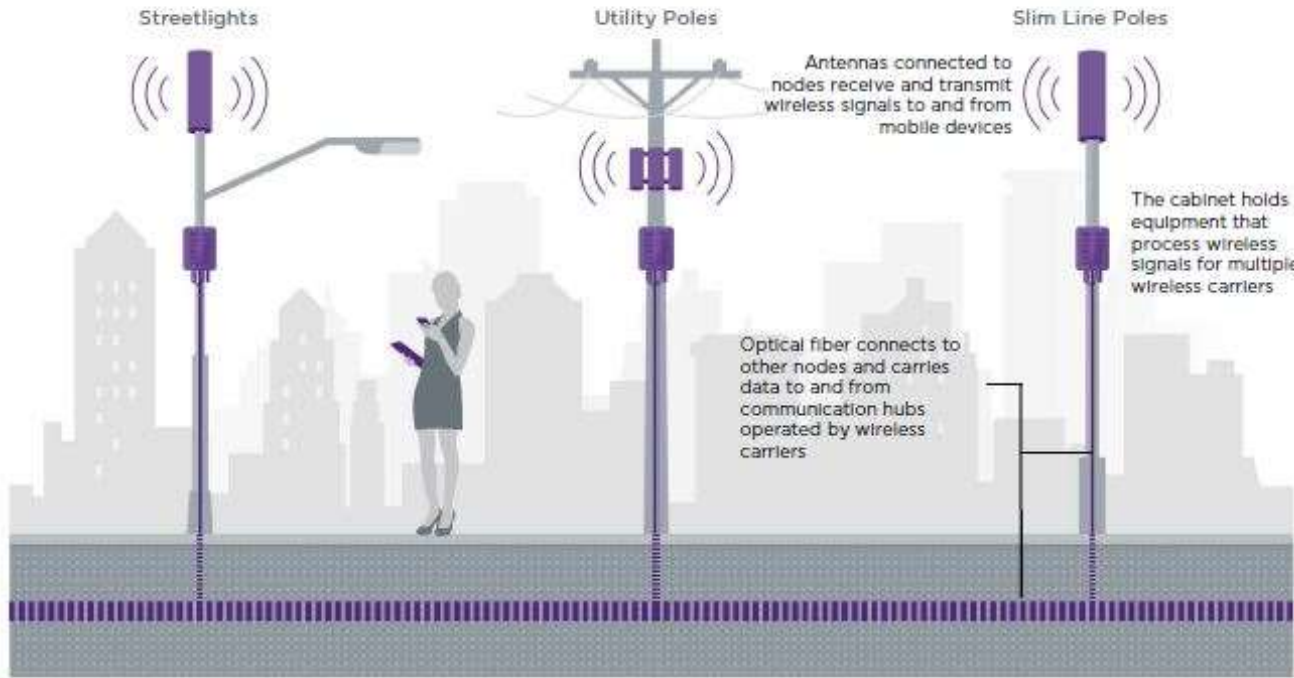 Streetlights
Utility Poles
Slim Line Poles
Antennas connected to
nodes receive and transmit
wireless signals to and from
mobile devices
The cabinet holds
equipment that
process wireless
signals for multiple
wireless carriers
Optical fiber connects to
other nodes and carries
data to and from
communication hubs
operated by wireless
carriers